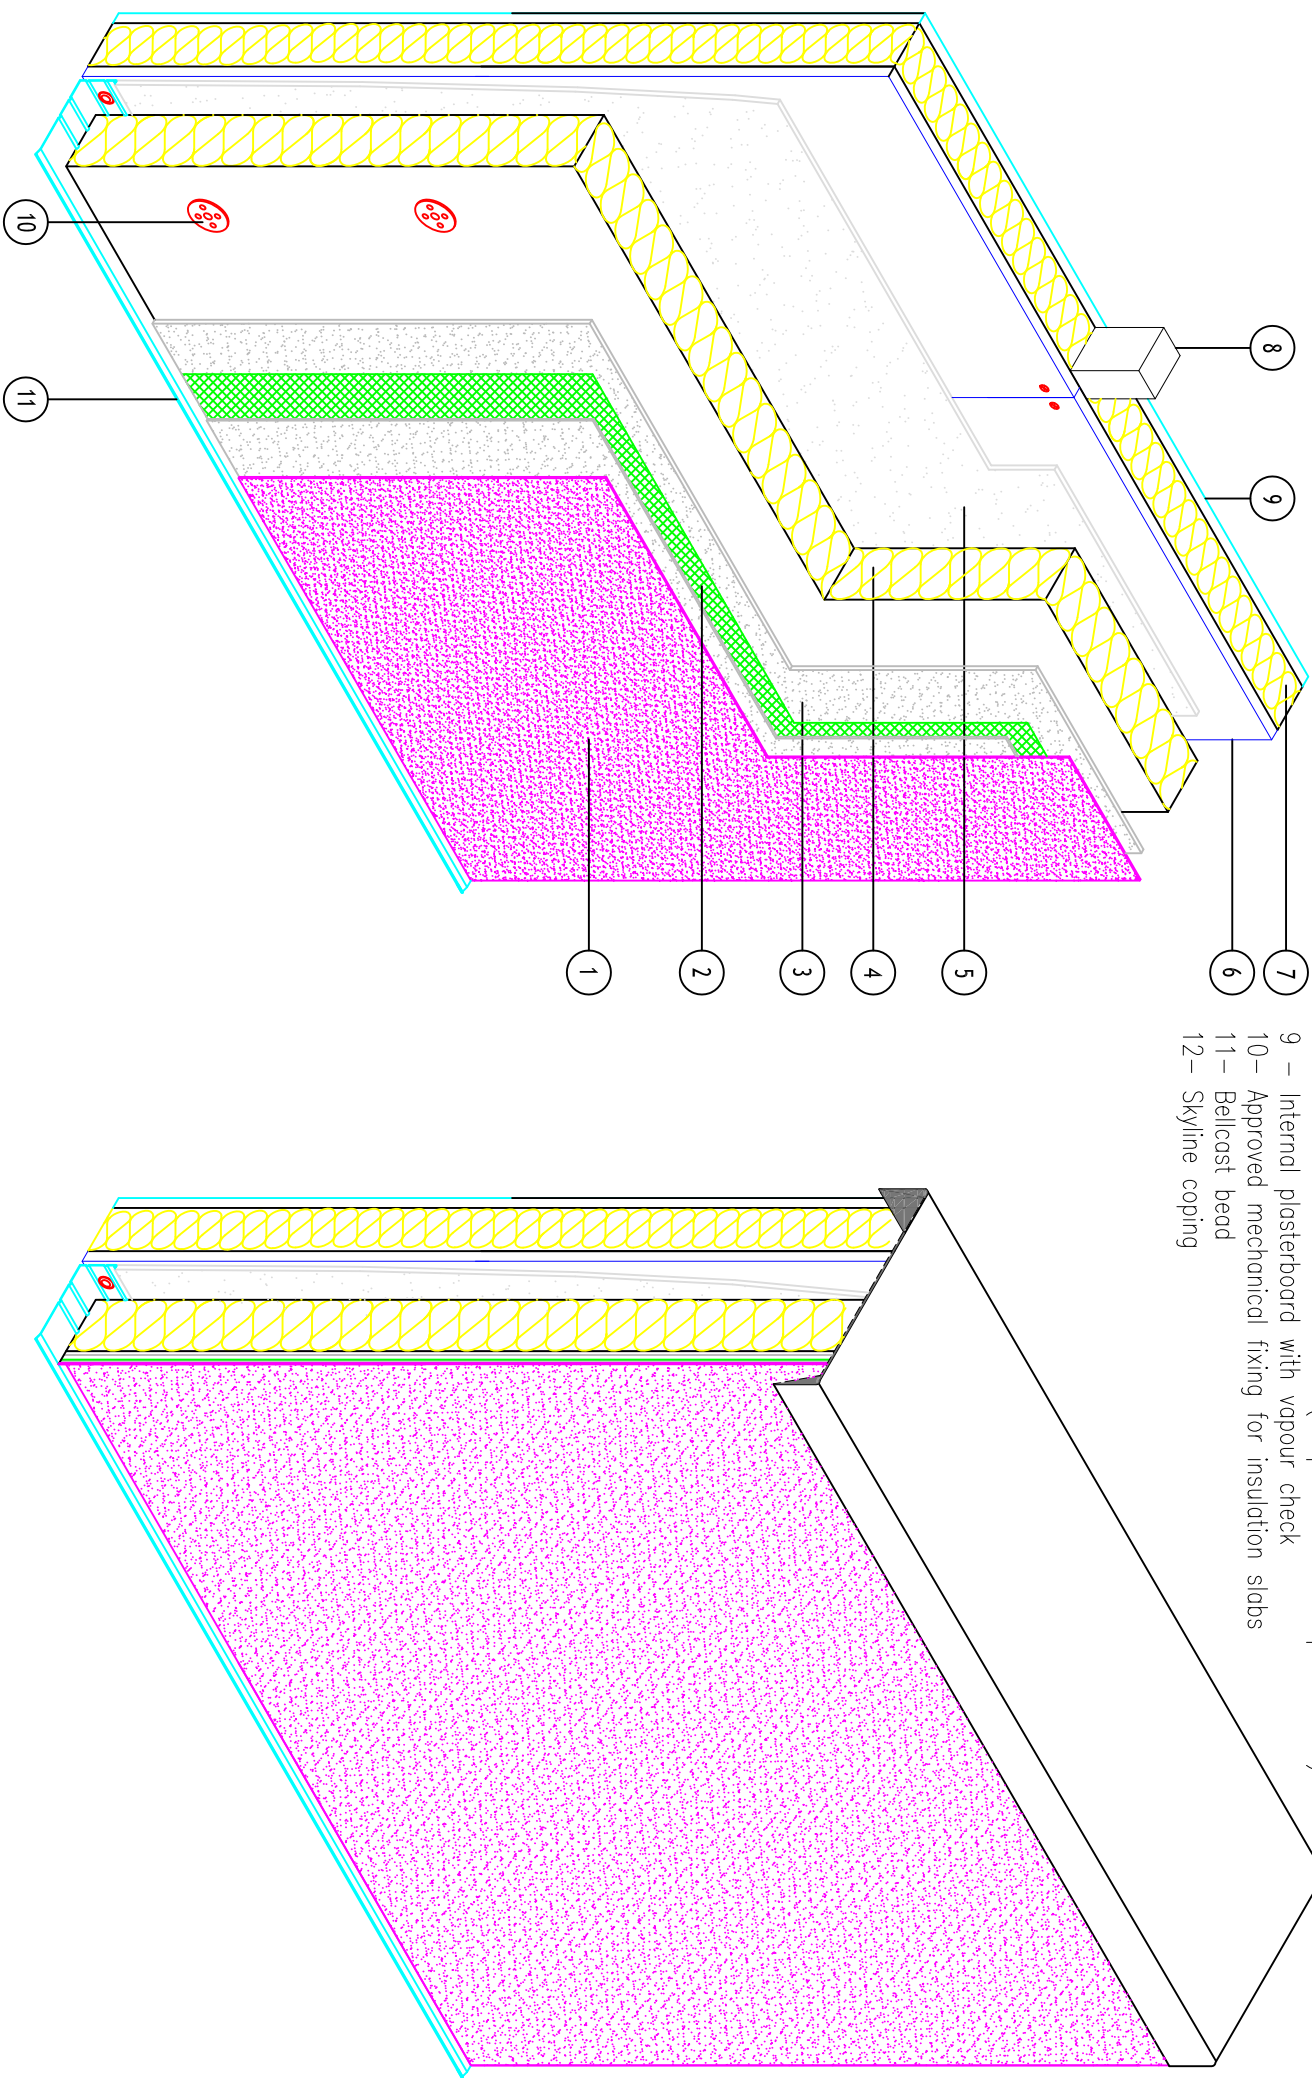 9 - Internal plasterboard with vapour check
10- Approved mechanical fixing for insulation slabs
11- Bellcast bead
12- Skyline coping
8
9
10
11
7
6
5
4
3
2
1